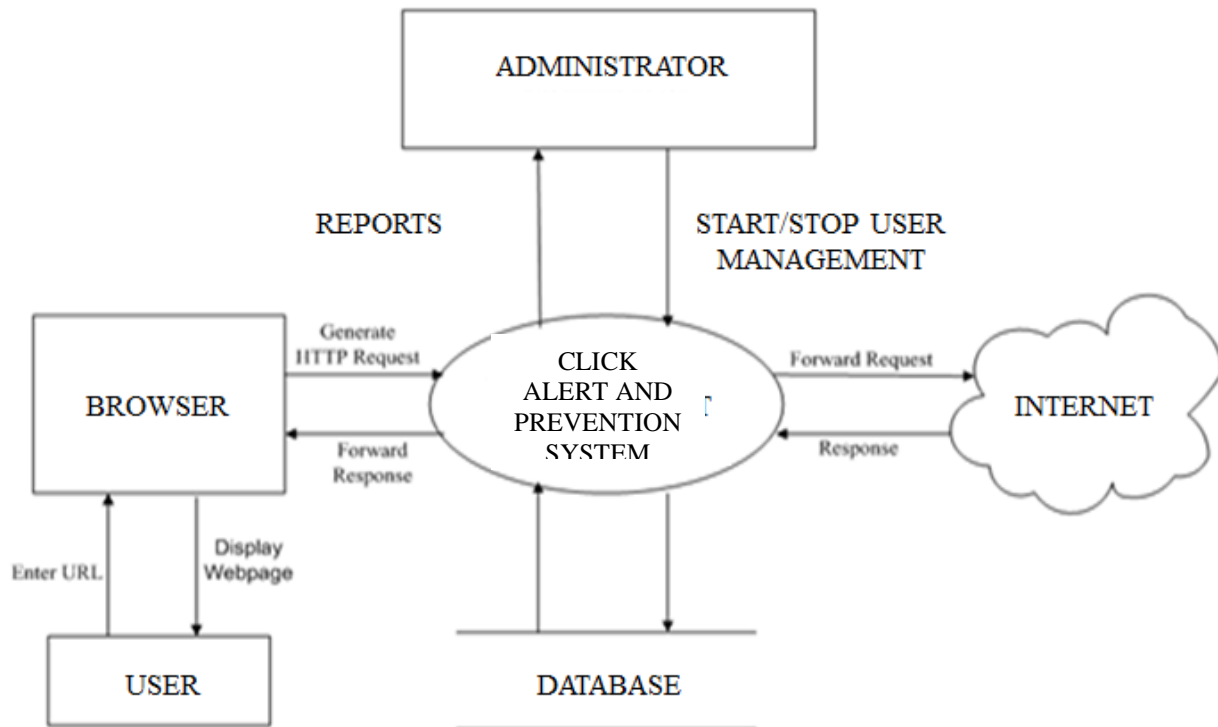 ADMINISTRATOR
REPORTS
START/STOP USER
MANAGEMENT
Generate
HTTP Request
Forward Request
BROWSER
CLICK
ALERT AND
PREVENTION
SYSTEM
T
INTERNET
Forward
Response
Response
Enter URL
Display
Webpage
USER
DATABASE